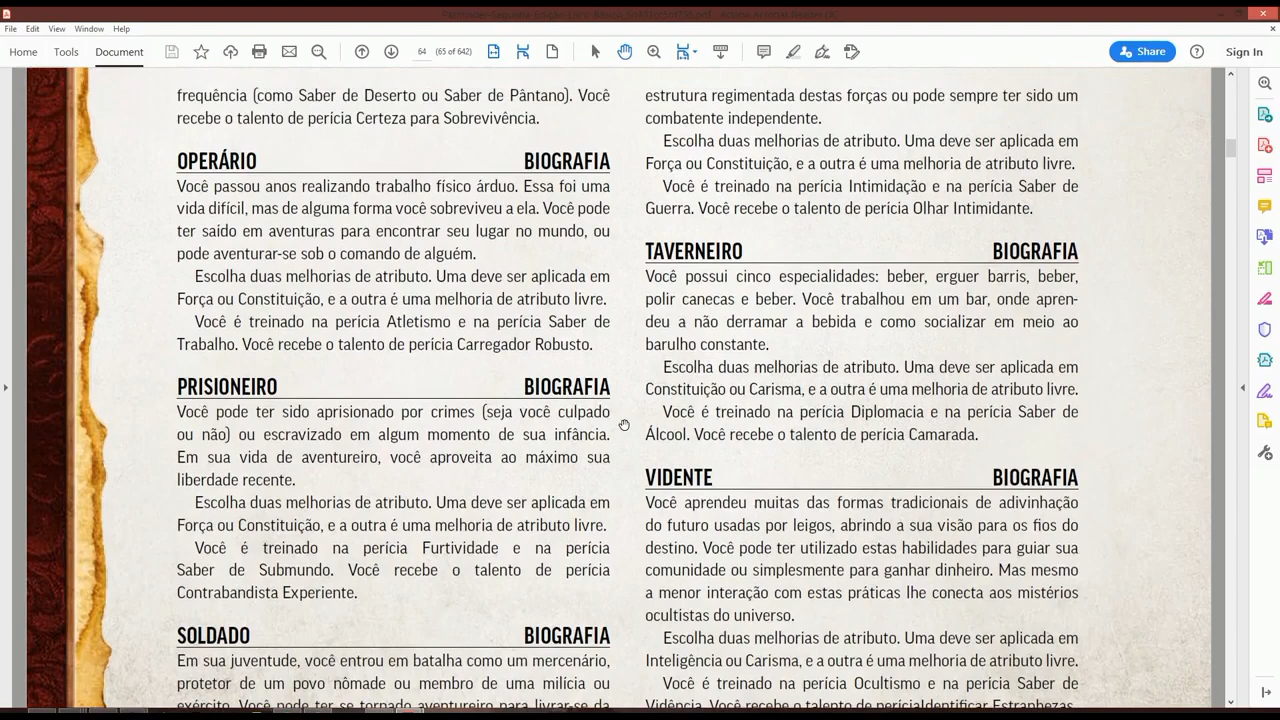 File Edit View Window Help
Home Tools Document 64 (65 of 642) Share Sign In
frequência (como Saber de Deserto ou Saber de Pântano). Você
recebe o talento de perícia Certeza para Sobrevivência.
OPERÁRIO BIOGRAFIA
Você passou anos realizando trabalho físico árduo. Essa foi uma
vida difícil, mas de alguma forma você sobreviveu a ela. Você pode
ter saído em aventuras para encontrar seu lugar no mundo, ou
pode aventurar-se sob o comando de alguém.
Escolha duas melhorias de atributo. Uma deve ser aplicada em
Força ou Constituição, e a outra é uma melhoria de atributo livre.
Você é treinado na perícia Atletismo e na perícia Saber de
Trabalho. Você recebe o talento de perícia Carregador Robusto.
PRISIONEIRO BIOGRAFIA
Você pode ter sido aprisionado por crimes (seja você culpado
ou não) ou escravizado em algum momento de sua infância.
Em sua vida de aventureiro, você aproveita ao máximo sua
liberdade recente.
Escolha duas melhorias de atributo. Uma deve ser aplicada em
Força ou Constituição, e a outra é uma melhoria de atributo livre.
Você é treinado na perícia Furtividade e na perícia
Saber de Submundo. Você recebe o talento de perícia
Contrabandista Experiente.
SOLDADO BIOGRAFIA
Em sua juventude, você entrou em batalha como um mercenário,
protetor de um povo nômade ou membro de uma milícia ou
exército. Você pode ter se tornado aventureiro para livrar-se da
estrutura regimentada destas forças ou pode sempre ter sido um
combatente independente.
Escolha duas melhorias de atributo. Uma deve ser aplicada em
Força ou Constituição, e a outra é uma melhoria de atributo livre.
Você é treinado na perícia Intimidação e na perícia Saber de
Guerra. Você recebe o talento de perícia Olhar Intimidante.
TAVERNEIRO BIOGRAFIA
Você possui cinco especialidades: beber, erguer barris, beber,
polir canecas e beber. Você trabalhou em um bar, onde apren-
deu a não derramar a bebida e como socializar em meio ao
barulho constante.
Escolha duas melhorias de atributo. Uma deve ser aplicada em
Constituição ou Carisma, e a outra é uma melhoria de atributo livre.
Você é treinado na perícia Diplomacia e na perícia Saber de
Álcool. Você recebe o talento de perícia Camarada.
VIDENTE BIOGRAFIA
Você aprendeu muitas das formas tradicionais de adivinhação
do futuro usadas por leigos, abrindo a sua visão para os fios do
destino. Você pode ter utilizado estas habilidades para guiar sua
comunidade ou simplesmente para ganhar dinheiro. Mas mesmo
a menor interação com estas práticas lhe conecta aos mistérios
ocultistas do universo.
Escolha duas melhorias de atributo. Uma deve ser aplicada em
Inteligência ou Carisma, e a outra é uma melhoria de atributo livre.
Você é treinado na perícia Ocultismo e na perícia Saber de
Vidência. Você recebe o talento de períciaIdentificar Estranhezas.